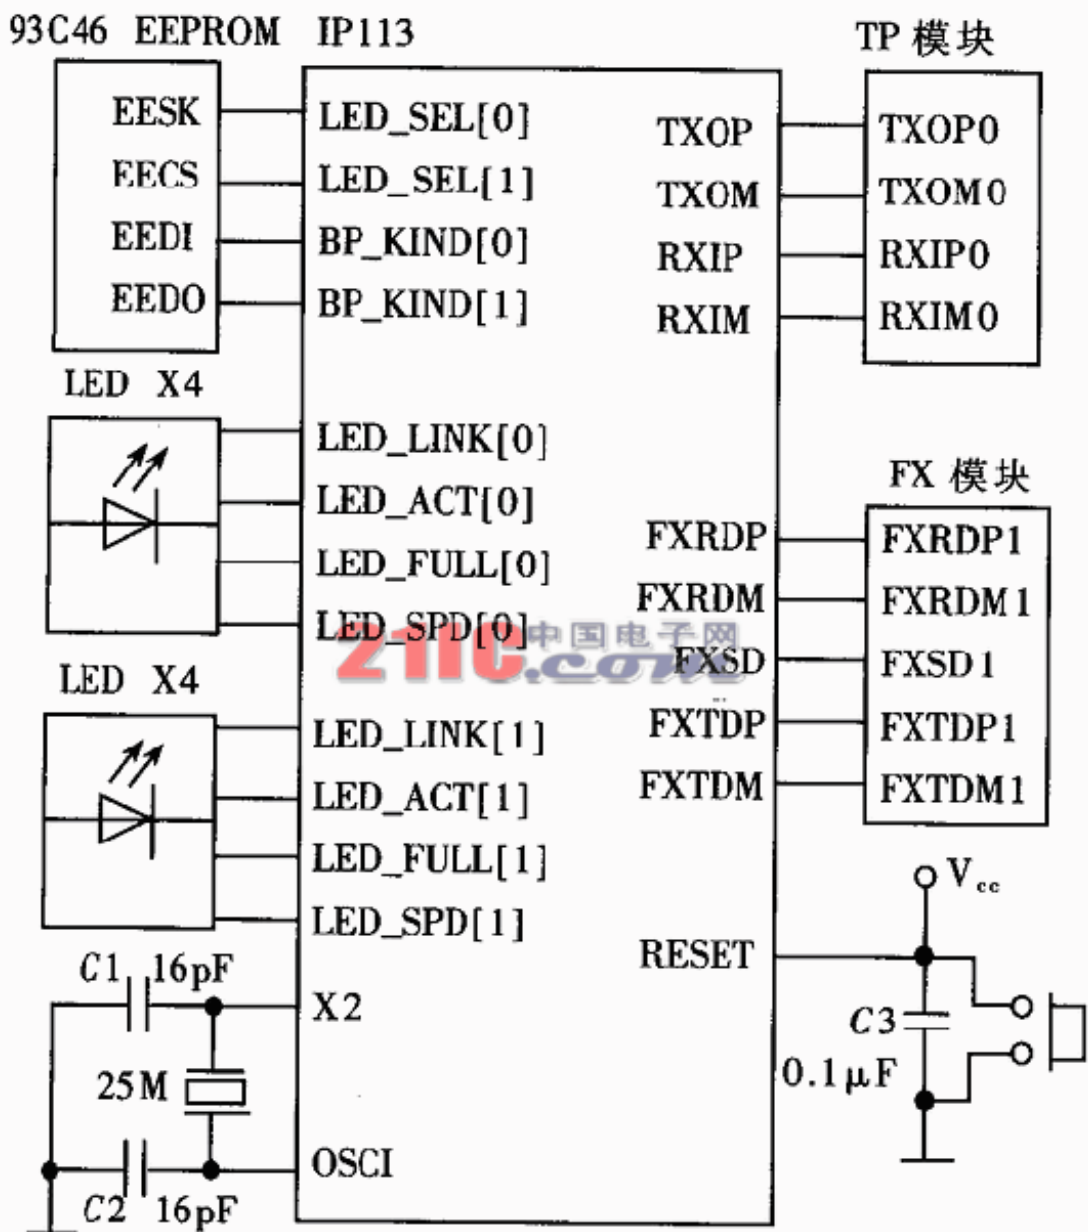 93C46 EEPROM
IP113
TP 模块
EESK
EECS
EEDI
EEDO
LED_SEL[0]
LED_SEL[1]
BP_KIND[0]
BP_KIND[1]
TXOP
TXOM
RXIP
RXIM
TXOP0
TXOM0
RXIP0
RXIM0
LED X4
LED_LINK[0]
LED_ACT[0]
LED_FULL[0]
LED_SPD[0]
FX 模块
FXRDP
FXRDM
FXSD
FXTDP
FXTDM
FXRDP1
FXRDM1
FXSD1
FXTDP1
FXTDM1
21IC中国电子网
.com
LED X4
LED_LINK[1]
LED_ACT[1]
LED_FULL[1]
LED_SPD[1]
Vcc
RESET
C3
0.1μF
C1 16pF
X2
25M
OSCI
C2 16pF